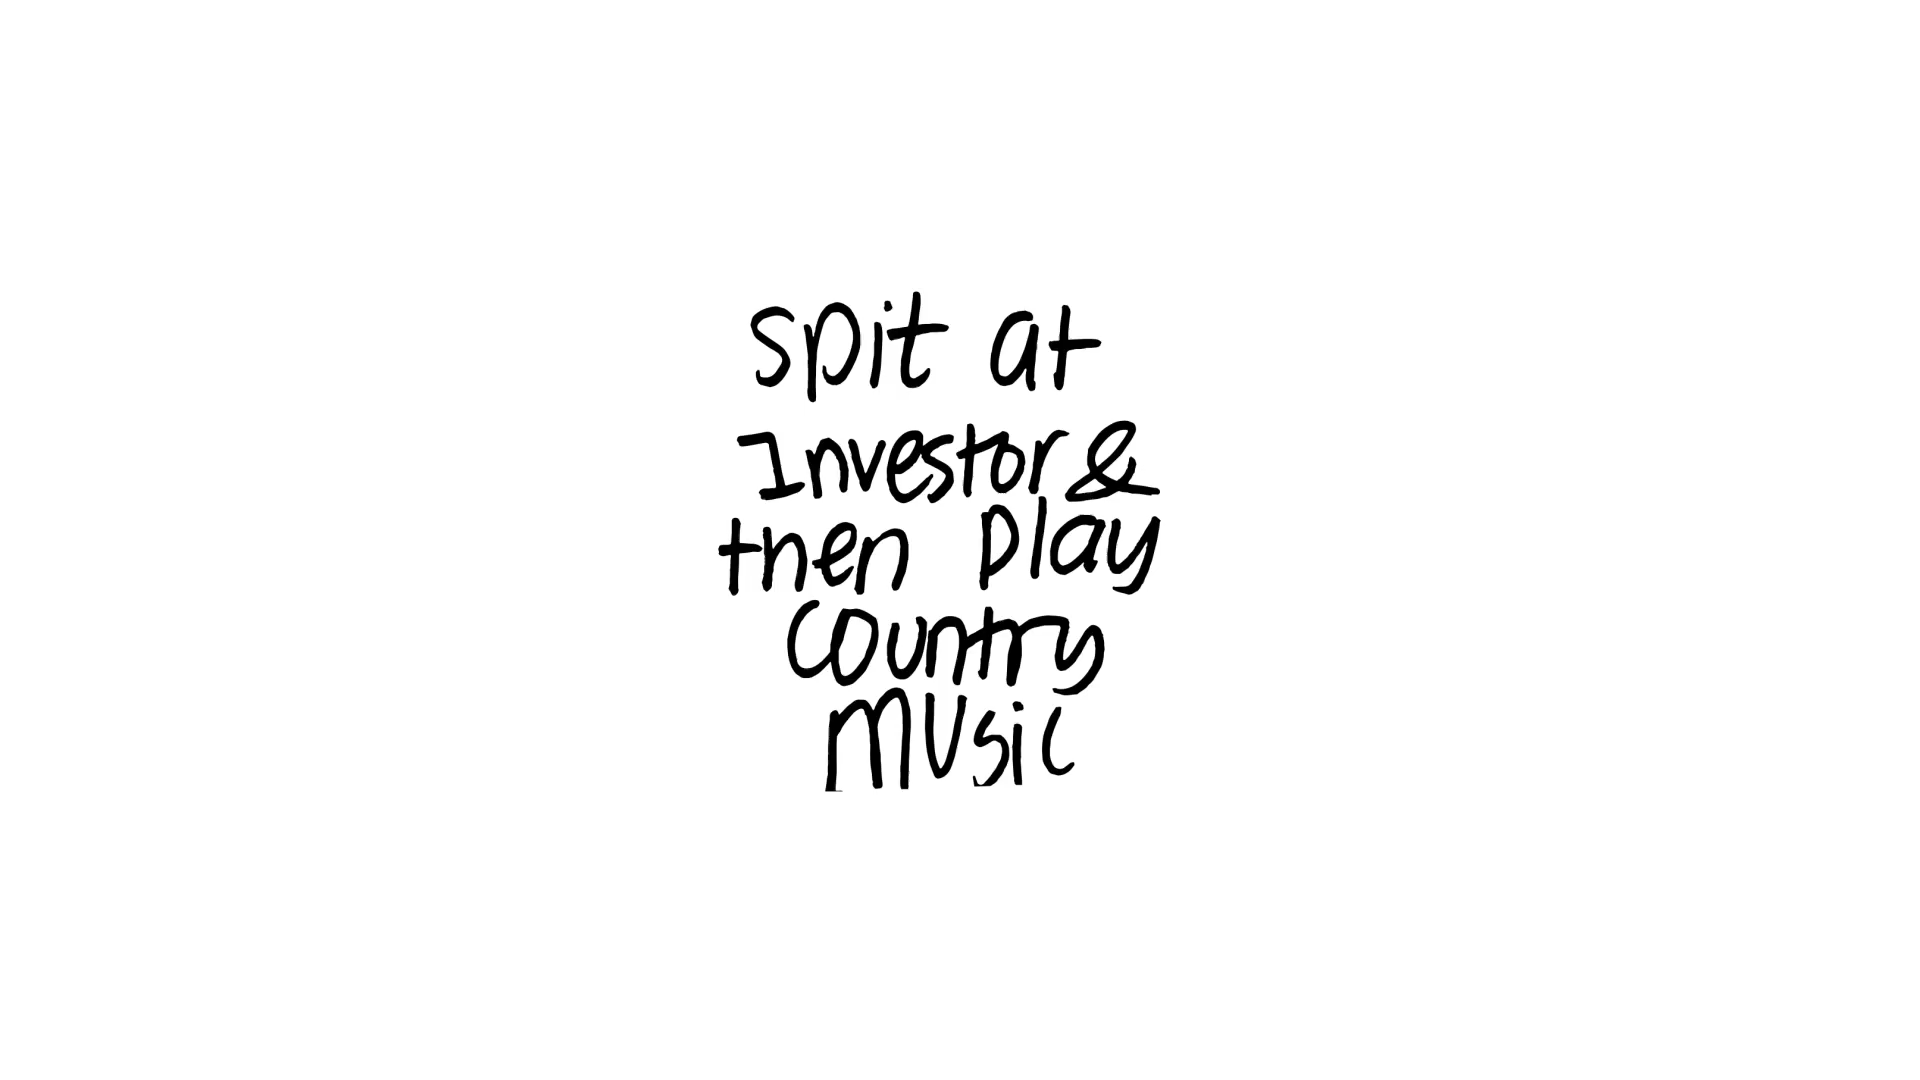 spit at
Investor &
then play
country
music